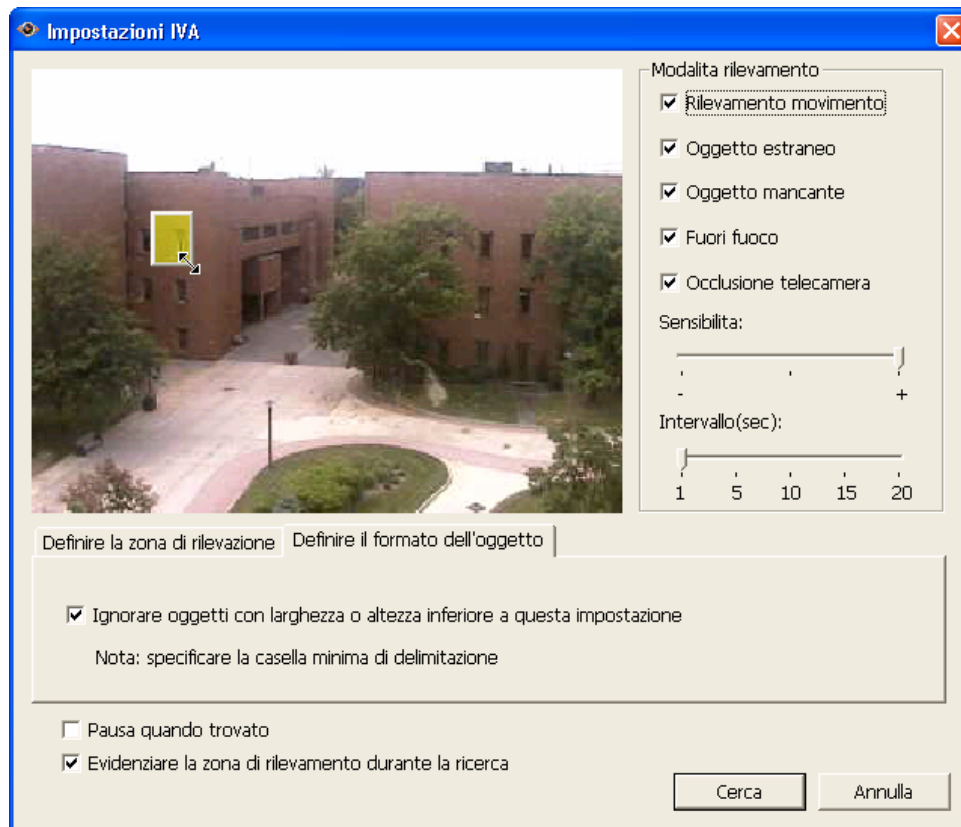 Impostazioni IVA
Modalita rilevamento
Rilevamento movimento
Oggetto estraneo
Oggetto mancante
Fuori fuoco
Occlusione telecamera
Sensibilita:
- +
Intervallo(sec):
1 5 10 15 20
Definire la zona di rilevazione Definire il formato dell'oggetto
Ignorare oggetti con larghezza o altezza inferiore a questa impostazione
Nota: specificare la casella minima di delimitazione
Pausa quando trovato
Evidenziare la zona di rilevamento durante la ricerca
Cerca Annulla